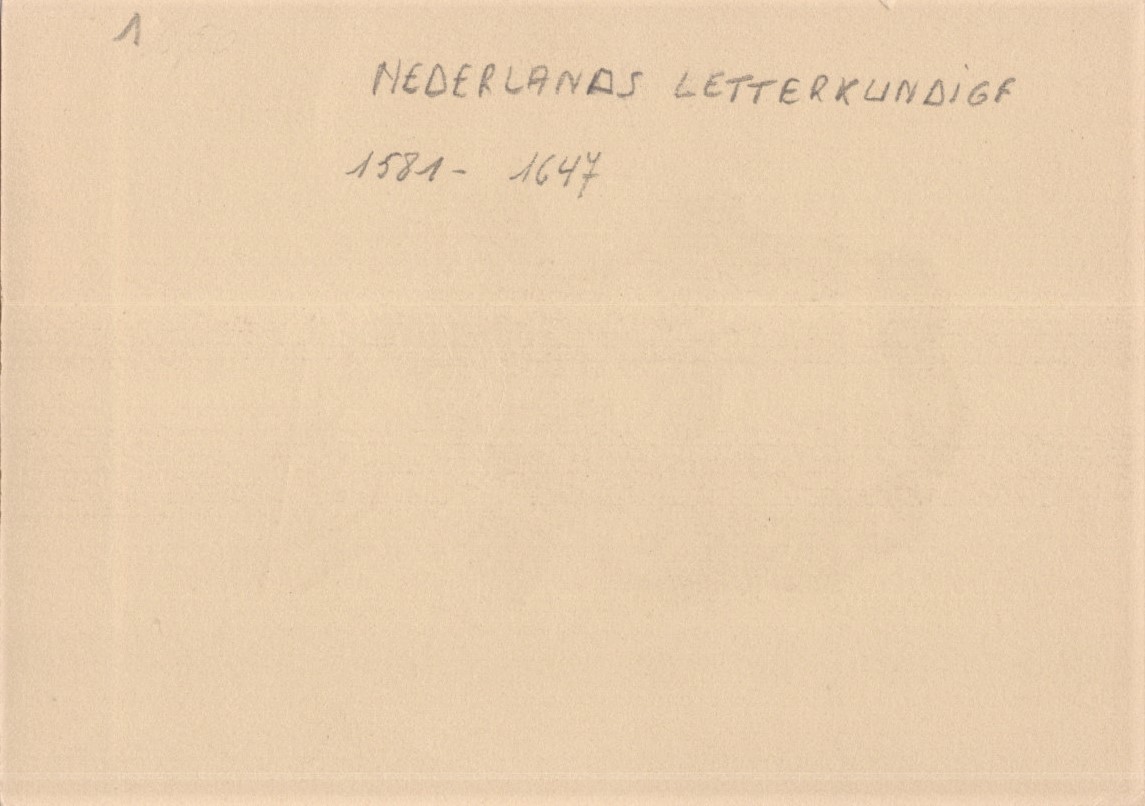 1
NEDERLANDS LETTERKUNDIGE
1581- 1647